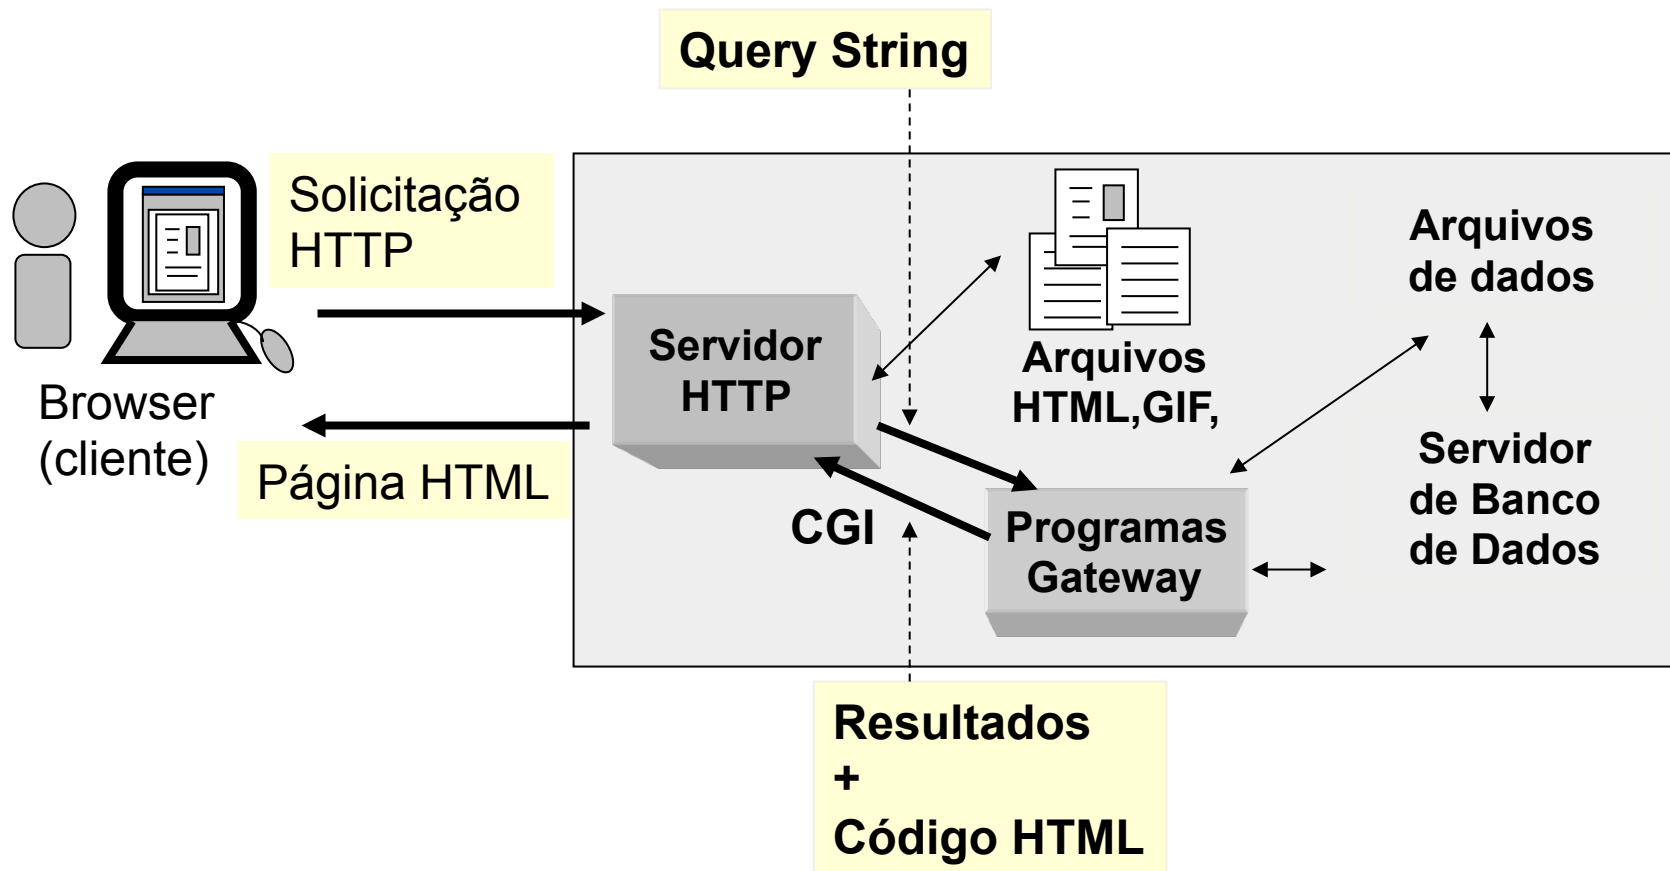 Query String
Solicitação
HTTP
Servidor
HTTP
Arquivos
HTML,GIF,
Arquivos
de dados
Browser
(cliente)
Página HTML
CGI
Programas
Gateway
Servidor
de Banco
de Dados
Resultados
+
Código HTML